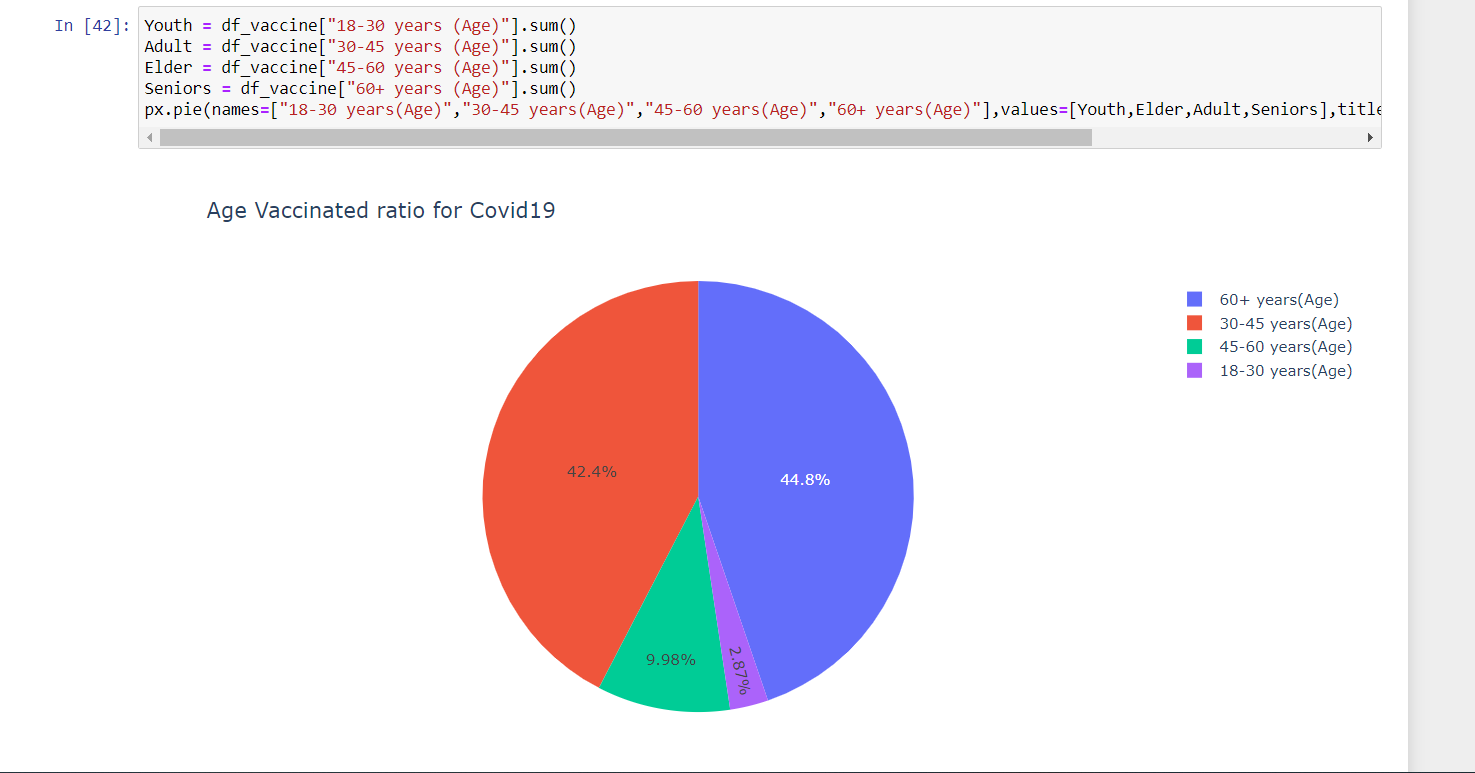 In [42]:
Youth = df_vaccine["18-30 years (Age)"].sum()
Adult = df_vaccine["30-45 years (Age)"].sum()
Elder = df_vaccine["45-60 years (Age)"].sum()
Seniors = df_vaccine["60+ years (Age)"].sum()
px.pie(names=["18-30 years(Age)","30-45 years(Age)","45-60 years(Age)","60+ years(Age)"],values=[Youth,Elder,Adult,Seniors],title
Age Vaccinated ratio for Covid19
60+ years(Age)
30-45 years(Age)
45-60 years(Age)
18-30 years(Age)
42.4%
44.8%
9.98%
2.87%